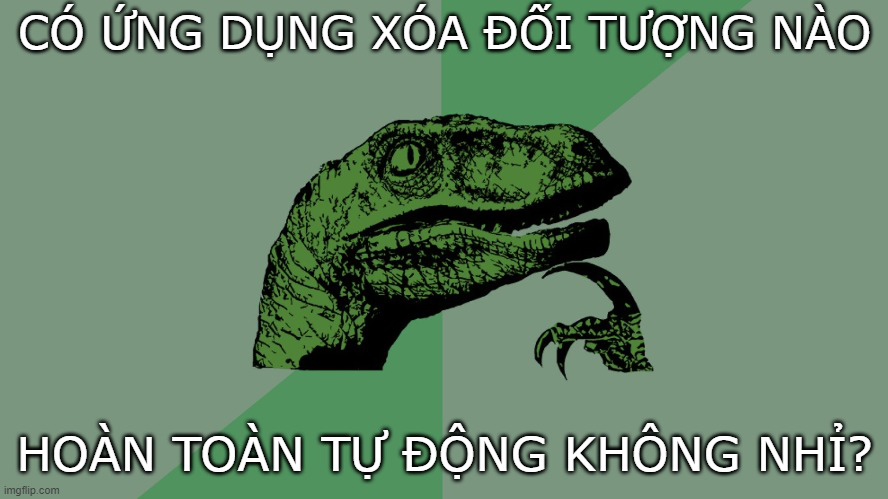 CÓ ỨNG DỤNG XÓA ĐỐI TƯỢNG NÀO
HOÀN TOÀN TỰ ĐỘNG KHÔNG NHỈ?
imgflip.com